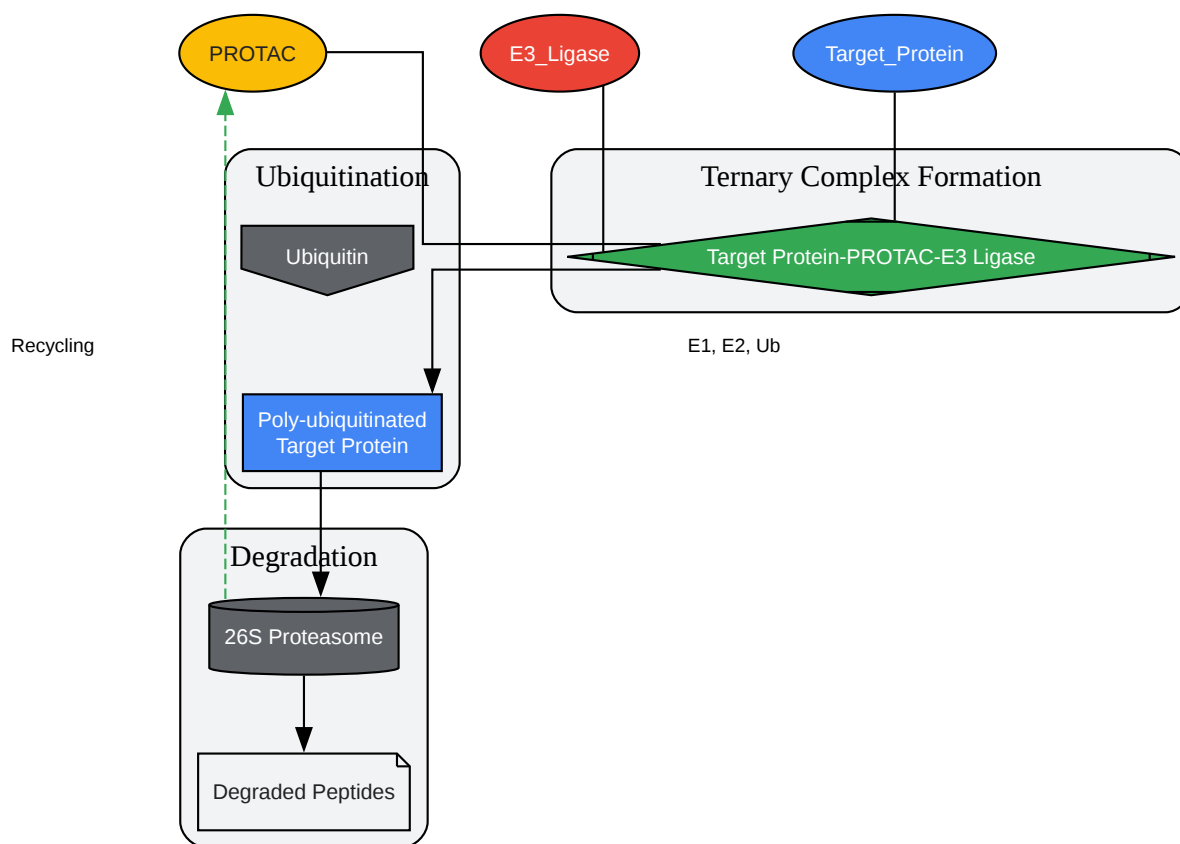 PROTAC
E3_Ligase
Target_Protein
Ubiquitination
Ternary Complex Formation
Ubiquitin
Target Protein-PROTAC-E3 Ligase
Recycling
E1, E2, Ub
Poly-ubiquitinated
Target Protein
Degradation
26S Proteasome
Degraded Peptides